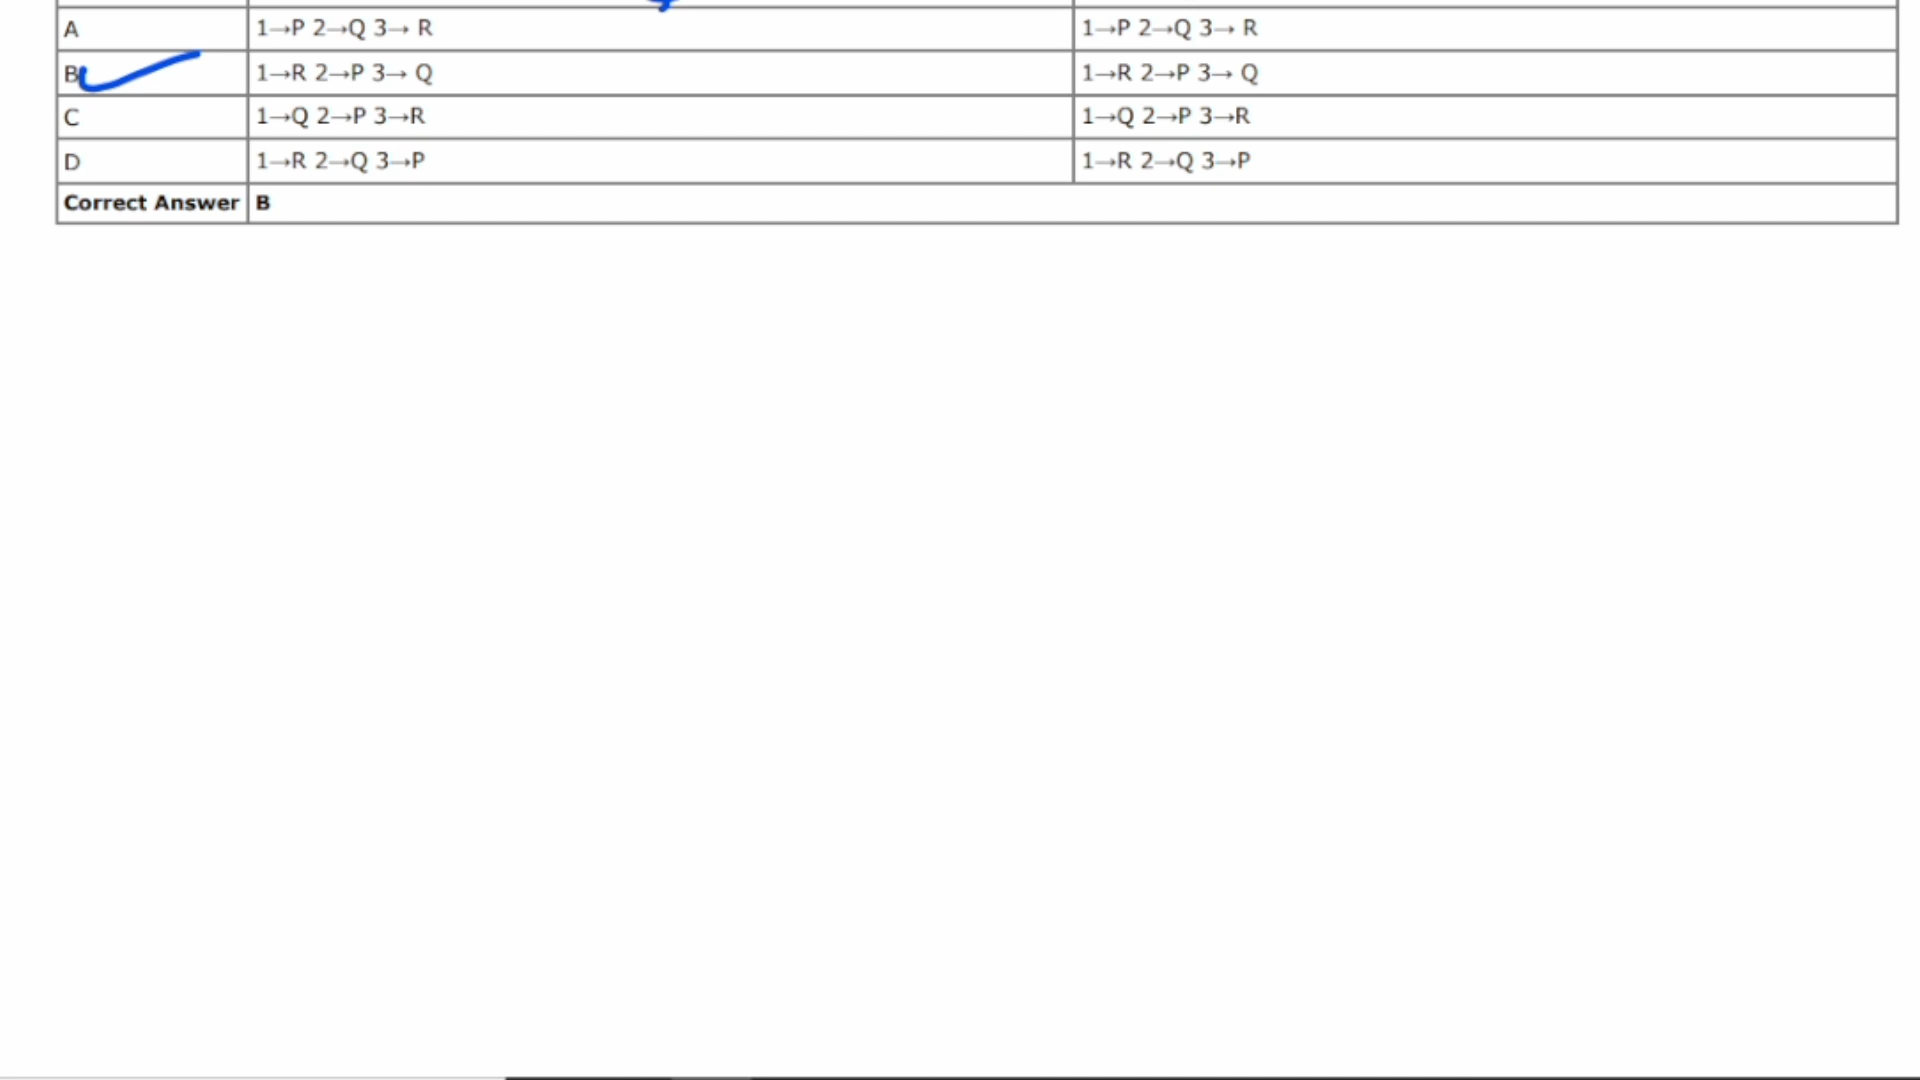 A 1→P 2→Q 3→ R 1→P 2→Q 3→ R
B 1→R 2→P 3→ Q 1→R 2→P 3→ Q
C 1→Q 2→P 3→R 1→Q 2→P 3→R
D 1→R 2→Q 3→P 1→R 2→Q 3→P
Correct Answer B